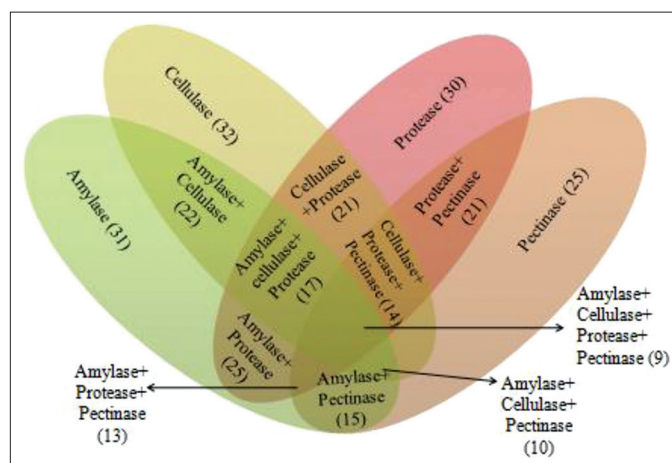 Cellulase (32)
Protease (30)
Amylase (31)
Amylase+
Cellulase
(22)
Cellulase
+Protease
(21)
Protease+
Pectinase
(21)
Pectinase (25)
Amylase+
cellulase+
Protease
(17)
Cellulase+
Protease+
Pectinase (14)
Amylase+
Protease
(25)
Amylase+
Pectinase
(15)
Amylase+
Protease+
Pectinase
(13)
Amylase+
Cellulase+
Protease+
Pectinase (9)
Amylase+
Cellulase+
Pectinase
(10)